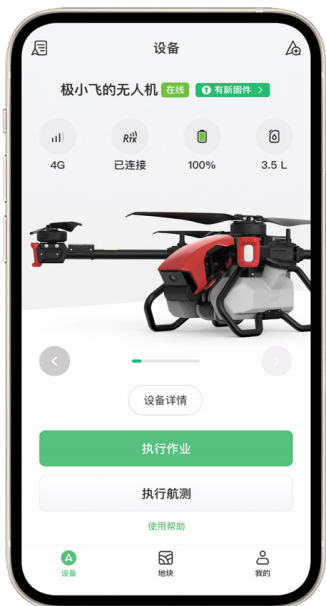 设备
极小飞的无人机 在线 有新固件 >
RTK
4G 已连接 100% 3.5 L
设备详情
执行作业
执行航测
使用帮助
设备 地块 我的